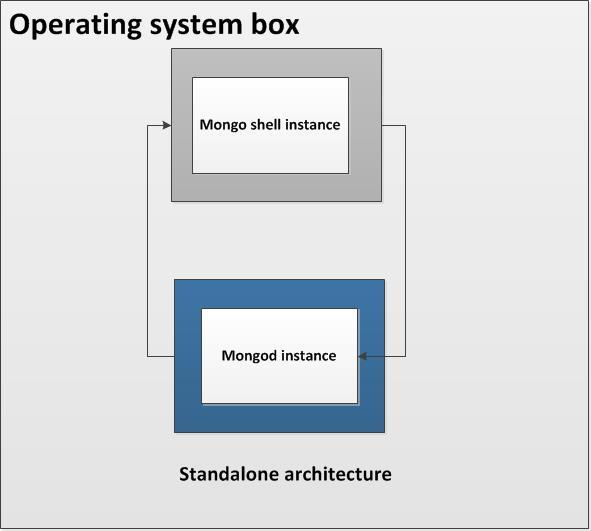 Operating system box
Mongo shell instance
Mongod instance
Standalone architecture